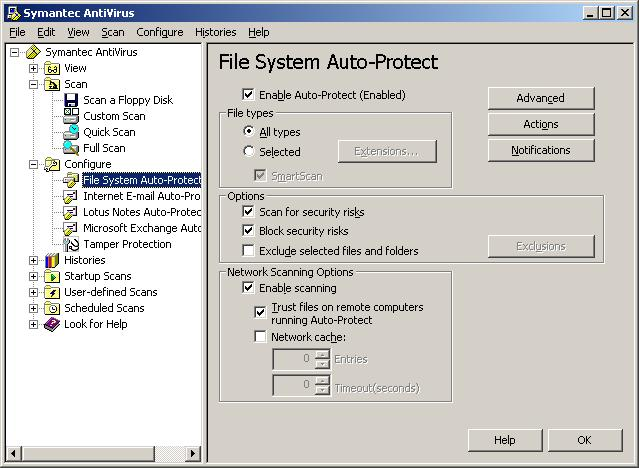 Symantec AntiVirus
File Edit View Scan Configure Histories Help
Symantec AntiVirus
View
Scan
Scan a Floppy Disk
Custom Scan
Quick Scan
Full Scan
Configure
File System Auto-Protect
Internet E-mail Auto-Pro
Lotus Notes Auto-Protec
Microsoft Exchange Auto
Tamper Protection
Histories
Startup Scans
User-defined Scans
Scheduled Scans
Look for Help
File System Auto-Protect
Enable Auto-Protect (Enabled)
Advanced
File types
All types
Actions
Selected
Extensions...
Notifications
SmartScan
Options
Scan for security risks
Block security risks
Exclude selected files and folders
Exclusions
Network Scanning Options
Enable scanning
Trust files on remote computers
running Auto-Protect
Network cache:
0 Entries
0 Timeout(seconds)
Help
OK